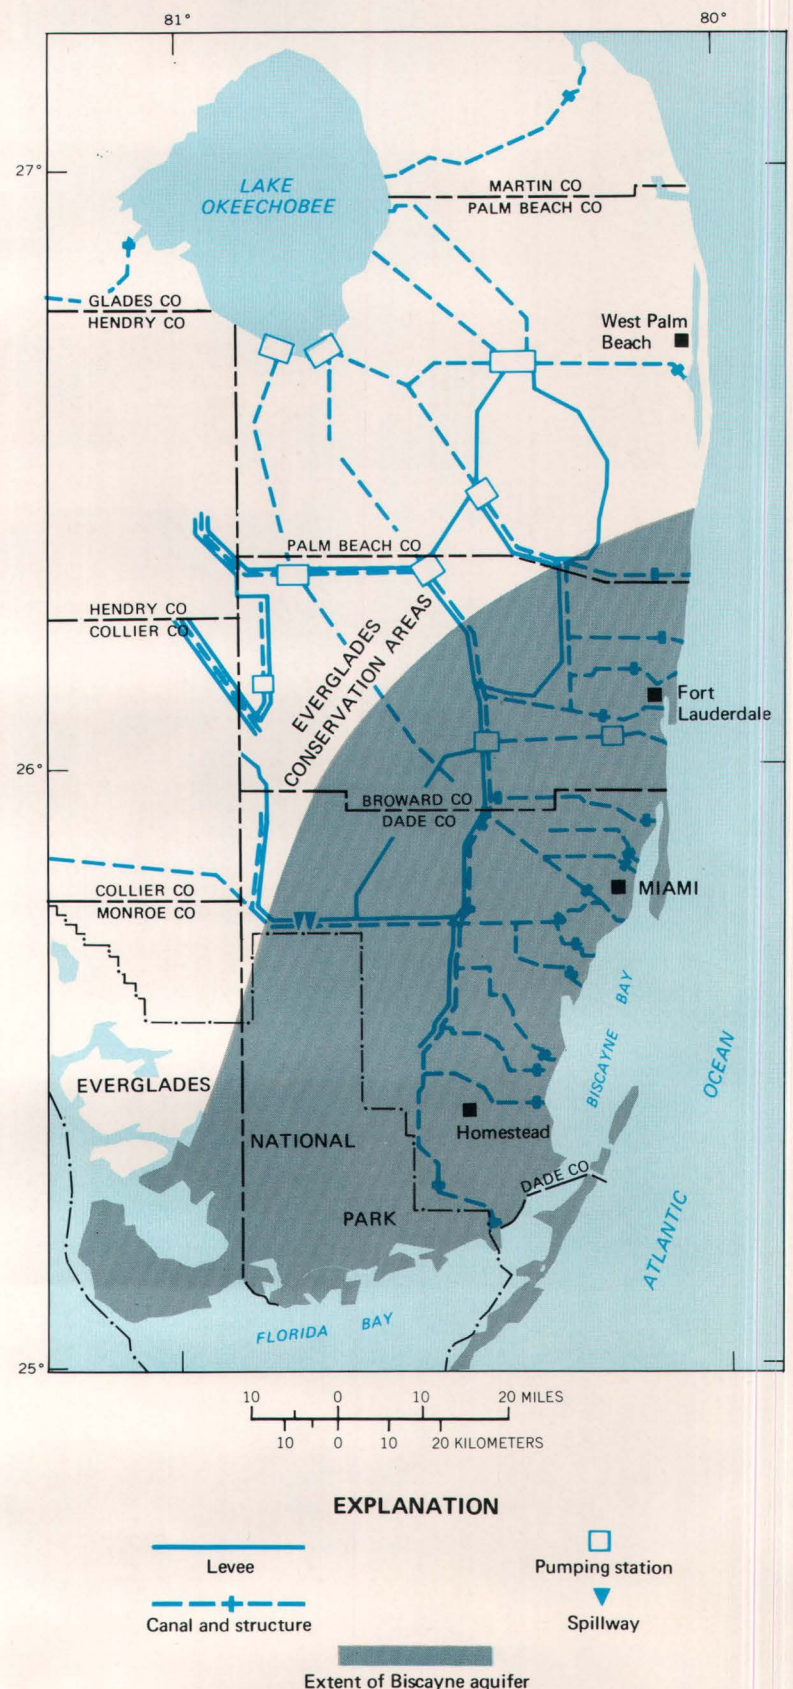 81°
80°
27°
LAKE
OKEECHOBEE
MARTIN CO
PALM BEACH CO
GLADES CO
HENDRY CO
West Palm
Beach
PALM BEACH CO
HENDRY CO
COLLIER CO
EVERGLADES
CONSERVATION AREAS
Fort
Lauderdale
26°
BROWARD CO
DADE CO
COLLIER CO
MONROE CO
MIAMI
BISCAYNE BAY
OCEAN
EVERGLADES
NATIONAL
PARK
Homestead
DADE CO
ATLANTIC
FLORIDA BAY
25°
10 0 10 20 MILES
10 0 10 20 KILOMETERS
EXPLANATION
Levee
Pumping station
Canal and structure
Spillway
Extent of Biscayne aquifer